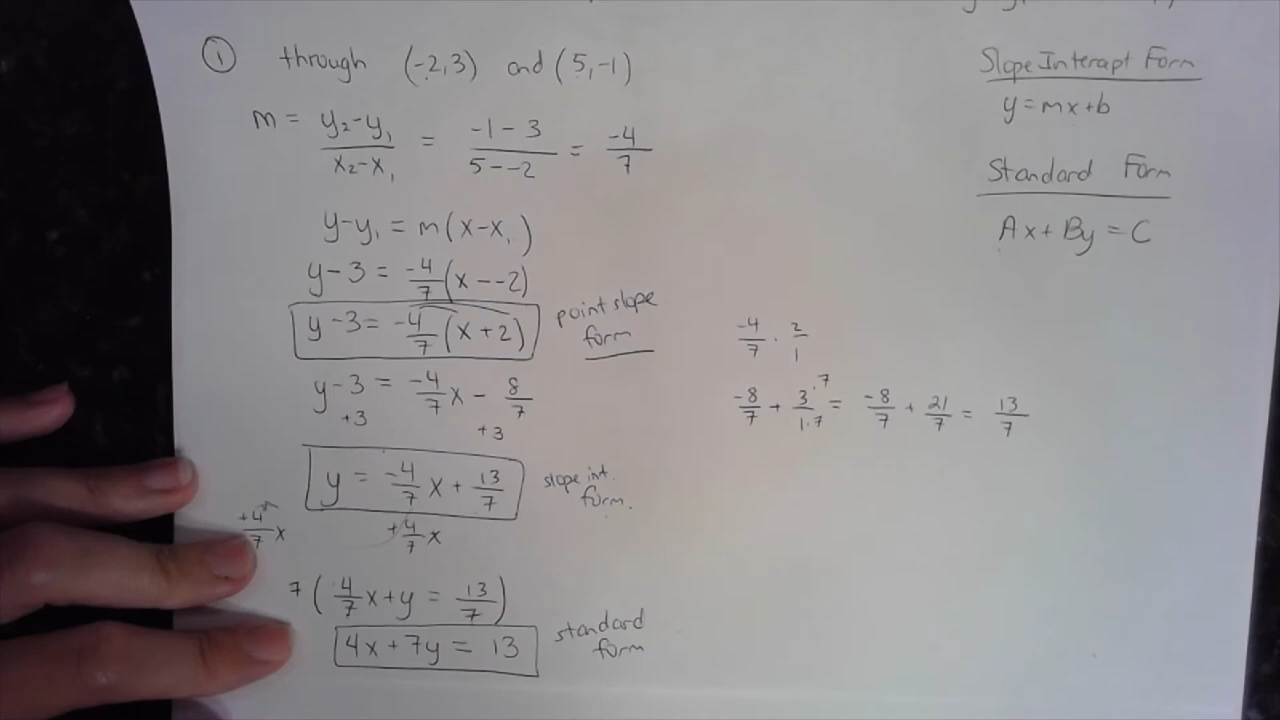 ① through (-2,3) and (5,-1)
m = y₂-y₁/x₂-x₁ = -1-3/5--2 = -4/7
y-y₁ = m(x-x₁)
y-3 = -4/7(x--2)
y-3 = -4/7(x+2) point slope form
y-3 = -4/7x - 8/7
+3 +3
y = -4/7x + 13/7 slope int. form.
+4/7x +4/7x
7(4/7x+y = 13/7)
4x+7y = 13 standard form
Slope Intercept Form
y=mx+b
Standard Form
Ax+By=C
-4/7 · 2/1
-8/7 + 3·7/1·7 = -8/7 + 21/7 = 13/7